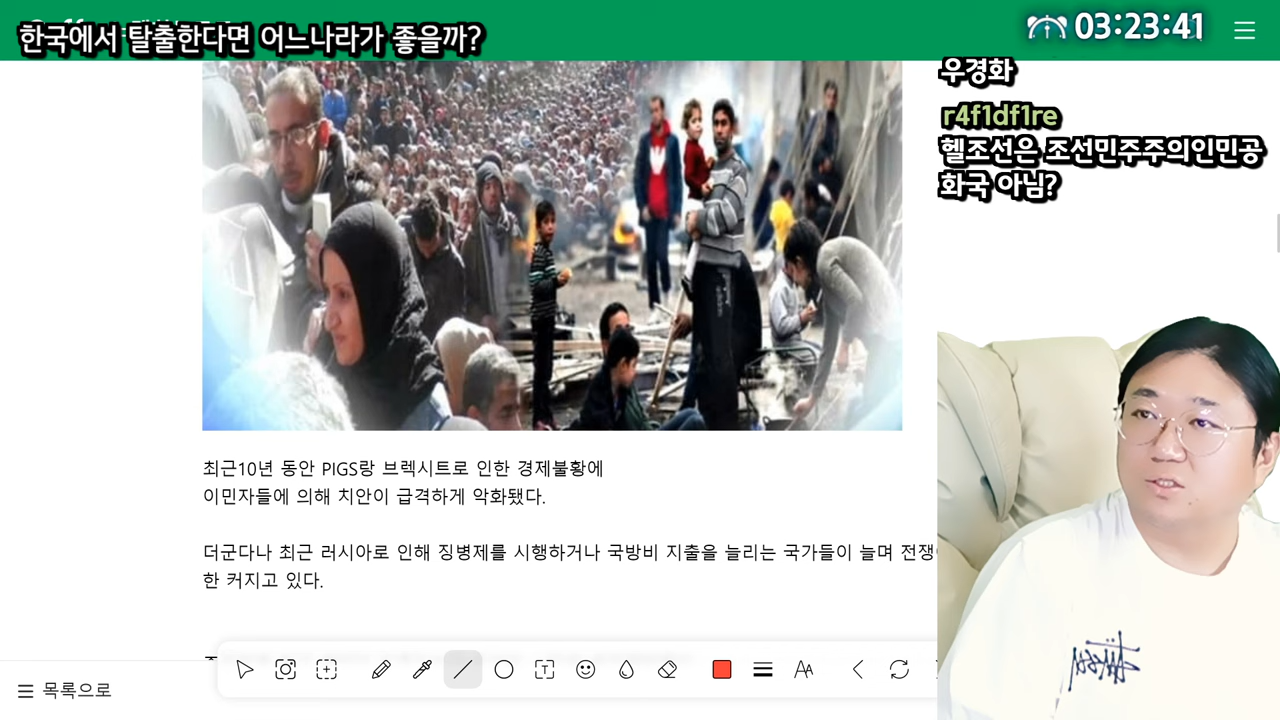 한국에서 탈출한다면 어느나라가 좋을까?
03:23:41
우경화
r4f1df1re
헬조선은 조선민주주의인민공
화국 아님?
최근10년 동안 PIGS랑 브렉시트로 인한 경제불황에
이민자들에 의해 치안이 급격하게 악화됐다.
더군다나 최근 러시아로 인해 징병제를 시행하거나 국방비 지출을 늘리는 국가들이 늘며
한 커지고 있다.
목록으로